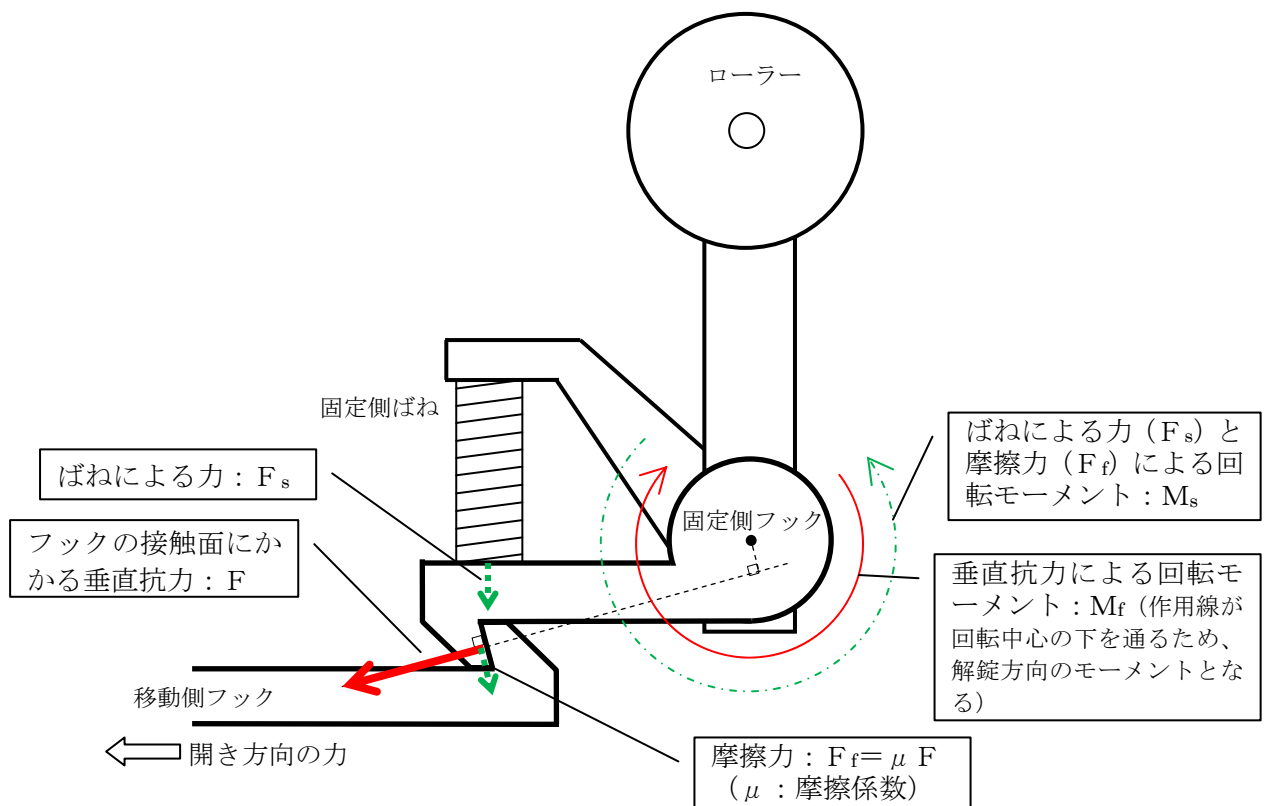 ローラー
固定側ばね
ばねによる力：Ｆs
フックの接触面にか
かる垂直抗力：Ｆ
固定側フック
ばねによる力（Ｆs）と
摩擦力（Ｆf）による回
転モーメント：Ms
垂直抗力による回転モ
ーメント：Mf（作用線が
回転中心の下を通るため、
解錠方向のモーメントとな
る）
移動側フック
開き方向の力
摩擦力：Ｆf＝μＦ
（μ：摩擦係数）